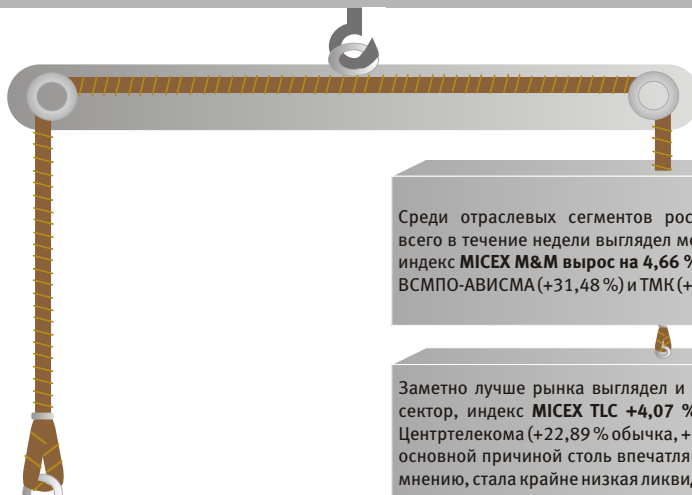 Среди отраслевых сегментов рос
всего в течение недели выглядел ме
индекс MICEX M&M вырос на 4,66 %
ВСМПО-АВИСМА (+31,48 %) и ТМК (+
Заметно лучше рынка выглядел и
сектор, индекс MICEX TLC +4,07 %
Центртелекома (+22,89 % обычка, +
основной причиной столь впечатля
мнению, стала крайне низкая ликвид